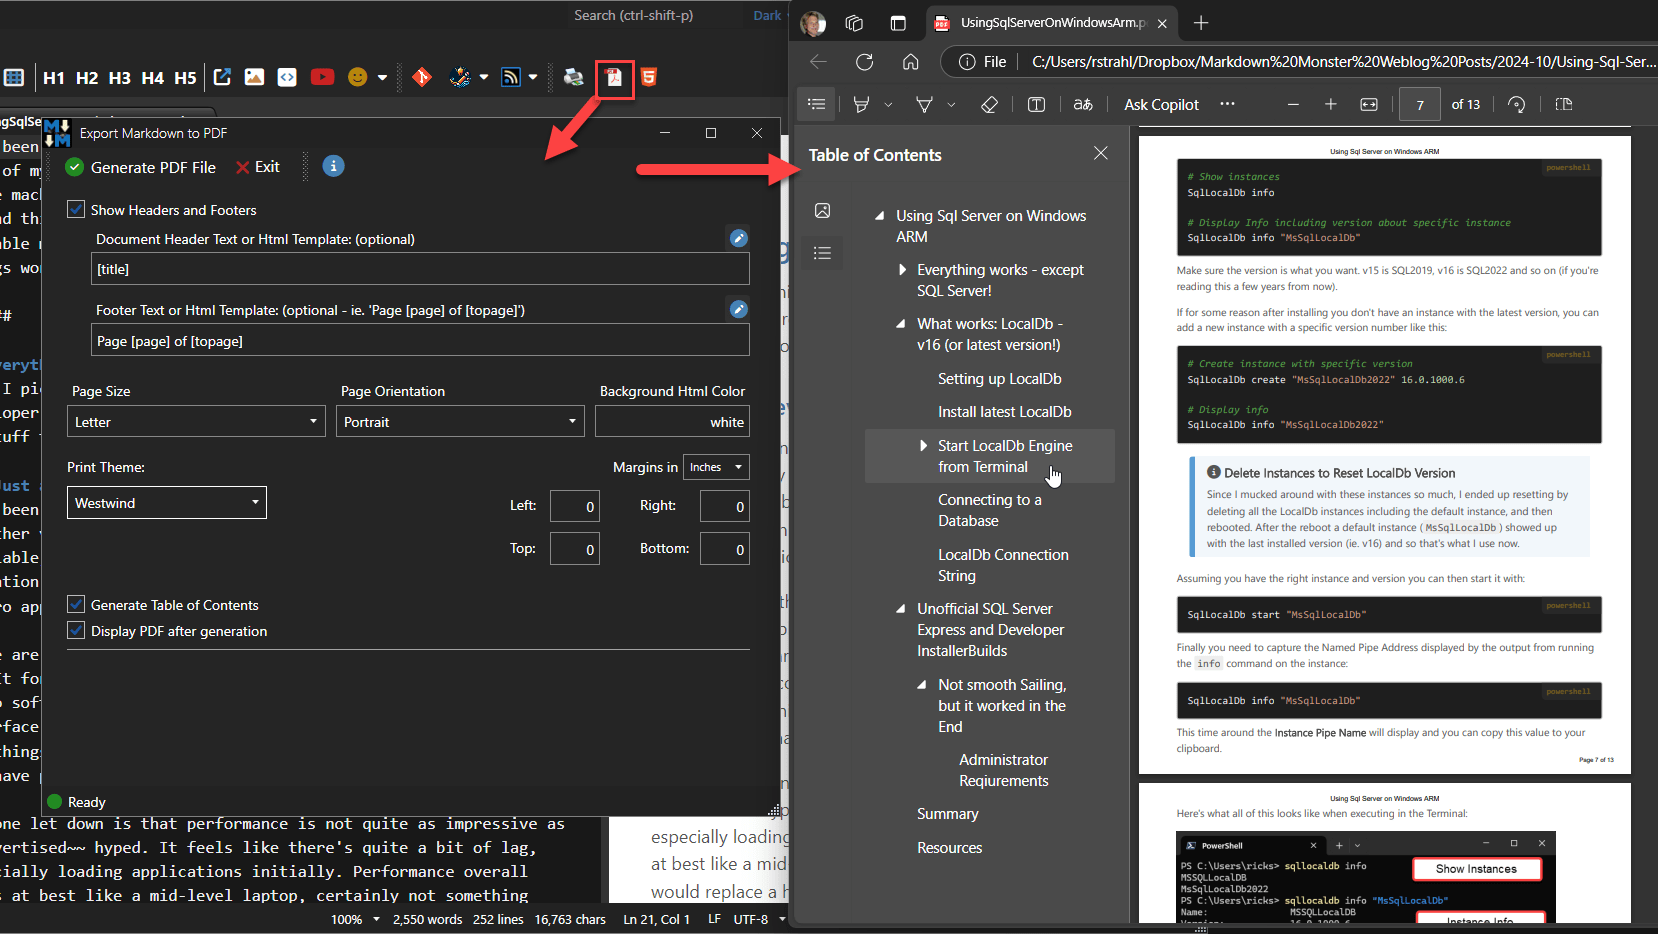 Search (ctrl-shift-p)
Dark
H1 H2 H3 H4 H5
Export Markdown to PDF
Generate PDF File
Exit
Show Headers and Footers
Document Header Text or Html Template: (optional)
[title]
Footer Text or Html Template: (optional - ie. 'Page [page] of [topage]')
Page [page] of [topage]
Page Size
Page Orientation
Background Html Color
Letter
Portrait
white
Print Theme:
Margins in
Inches
Westwind
Left:
0
Right:
0
Top:
0
Bottom:
0
Generate Table of Contents
Display PDF after generation
Ready
been
of my
nd thi
able m
gs wor
##
I pi
loper
tuff
been
ther v
lable
ation
ro app
e are
It fo
sof
rface
things
have p
one let down is that performance is not quite as impressive as
vertised~~ hyped. It feels like there's quite a bit of lag,
cially loading applications initially. Performance overall
s at best like a mid-level laptop, certainly not something
especially loading
at best like a mid-
would replace a h
100%
2,550 words
252 lines
16,763 chars
Ln 21, Col 1
LF
UTF-8
UsingSqlServerOnWindowsArm.p
File
C:/Users/rstrahl/Dropbox/Markdown%20Monster%20Weblog%20Posts/2024-10/Using-Sql-Ser...
Ask Copilot
7
of 13
Table of Contents
Using Sql Server on Windows
ARM
Everything works - except
SQL Server!
What works: LocalDb -
v16 (or latest version!)
Setting up LocalDb
Install latest LocalDb
Start LocalDb Engine
from Terminal
Connecting to a
Database
LocalDb Connection
String
Unofficial SQL Server
Express and Developer
InstallerBuilds
Not smooth Sailing,
but it worked in the
End
Administrator
Reqiurements
Summary
Resources
Using Sql Server on Windows ARM
powershell
# Show instances
SqlLocalDb info
# Display Info including version about specific instance
SqlLocalDb info "MsSqlLocalDb"
Make sure the version is what you want. v15 is SQL2019, v16 is SQL2022 and so on (if you're
reading this a few years from now).
If for some reason after installing you don't have an instance with the latest version, you can
add a new instance with a specific version number like this:
powershell
# Create instance with specific version
SqlLocalDb create "MsSqlLocalDb2022" 16.0.1000.6
# Display info
SqlLocalDb info "MsSqlLocalDb2022"
Delete Instances to Reset LocalDb Version
Since I mucked around with these instances so much, I ended up resetting by
deleting all the LocalDb instances including the default instance, and then
rebooted. After the reboot a default instance ( MsSqlLocalDb ) showed up
with the last installed version (ie. v16) and so that's what I use now.
Assuming you have the right instance and version you can then start it with:
powershell
SqlLocalDb start "MsSqlLocalDb"
Finally you need to capture the Named Pipe Address displayed by the output from running
the info command on the instance:
powershell
SqlLocalDb info "MsSqlLocalDb"
This time around the Instance Pipe Name will display and you can copy this value to your
clipboard.
Page 7 of 13
Using Sql Server on Windows ARM
Here's what all of this looks like when executing in the Terminal:
PowerShell
PS C:\Users\ricks> sqllocaldb info
MSSQLLocalDB
MsSqlLocalDb2022
PS C:\Users\ricks> sqllocaldb info "MsSqlLocalDb"
Name: MSSQLLocalDB
Show Instances
Instance Info